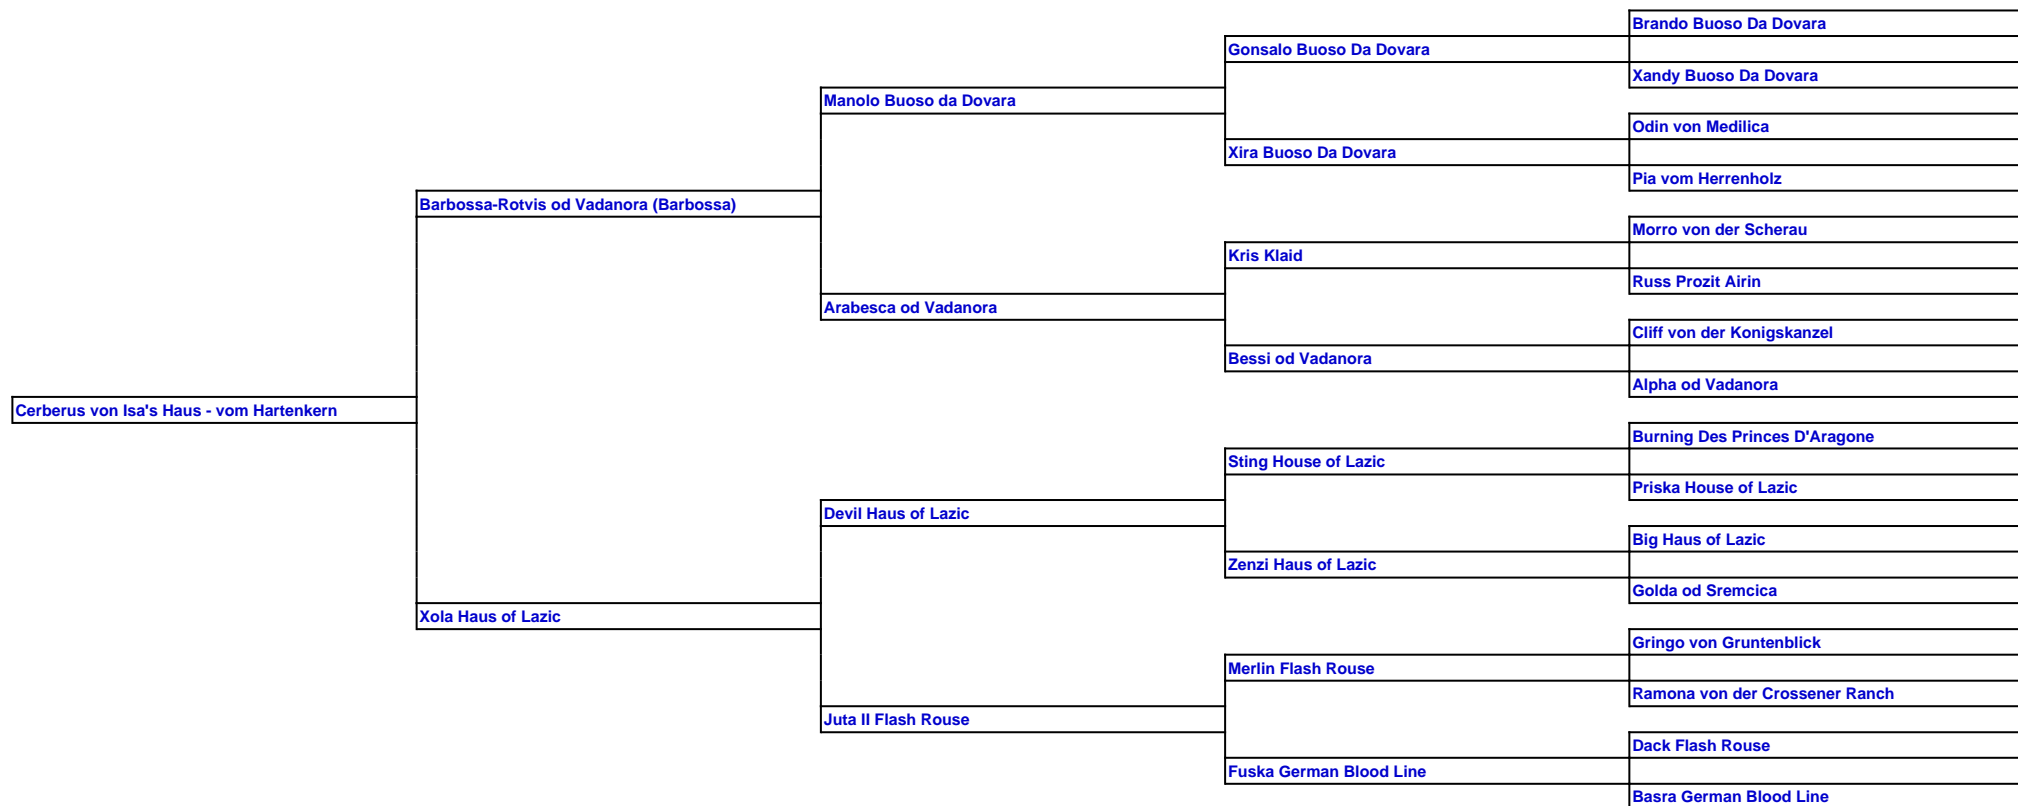 Brando Buoso Da Dovara
Gonsalo Buoso Da Dovara
Xandy Buoso Da Dovara
Manolo Buoso da Dovara
Odin von Medilica
Xira Buoso Da Dovara
Pia vom Herrenholz
Barbossa-Rotvis od Vadanora (Barbossa)
Morro von der Scherau
Kris Klaid
Russ Prozit Airin
Arabesca od Vadanora
Cliff von der Konigskanzel
Bessi od Vadanora
Alpha od Vadanora
Cerberus von Isa's Haus - vom Hartenkern
Burning Des Princes D'Aragone
Sting House of Lazic
Priska House of Lazic
Devil Haus of Lazic
Big Haus of Lazic
Zenzi Haus of Lazic
Golda od Sremcica
Xola Haus of Lazic
Gringo von Gruntenblick
Merlin Flash Rouse
Ramona von der Crossener Ranch
Juta II Flash Rouse
Dack Flash Rouse
Fuska German Blood Line
Basra German Blood Line